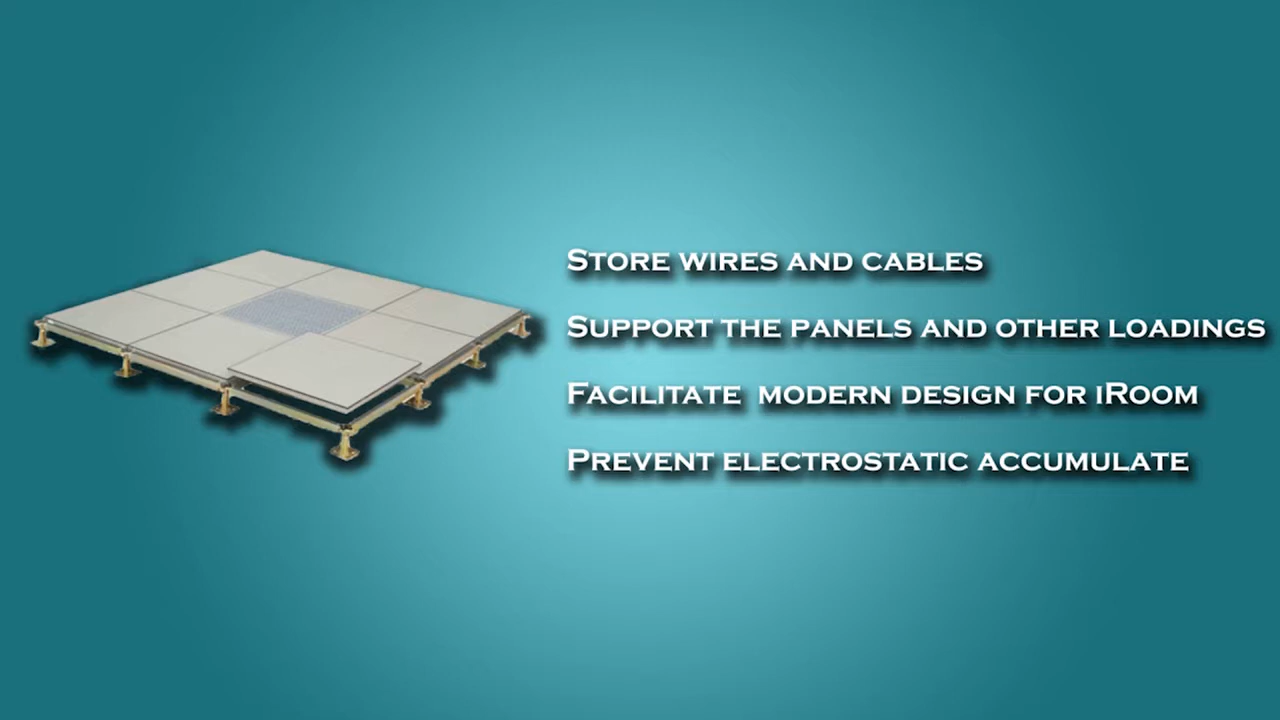 Store wires and cables
Support the panels and other loadings
Facilitate modern design for iRoom
Prevent electrostatic accumulate